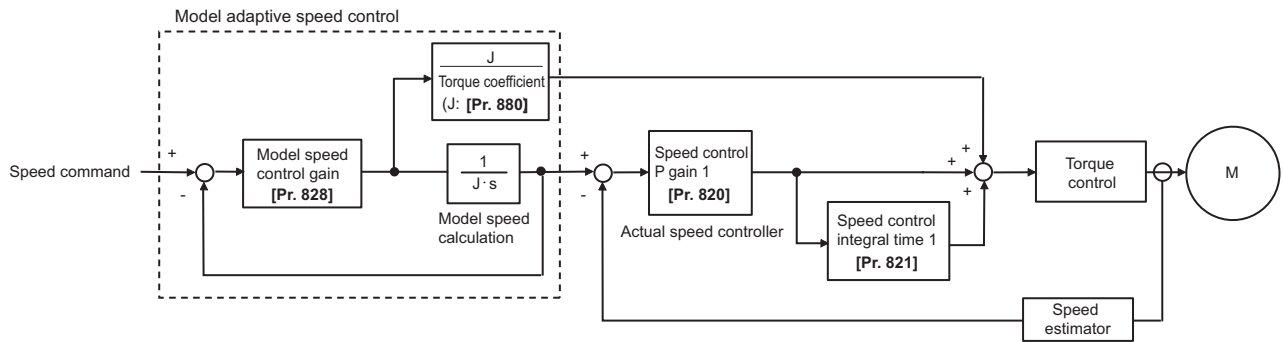 Model adaptive speed control
J
Torque coefficient
(J: [Pr. 880]
Speed command
+
-
Model speed
control gain
[Pr. 828]
1
J·s
Model speed
calculation
+
-
Speed control
P gain 1
[Pr. 820]
Actual speed controller
Speed control
integral time 1
[Pr. 821]
+
+
+
Torque
control
M
Speed
estimator